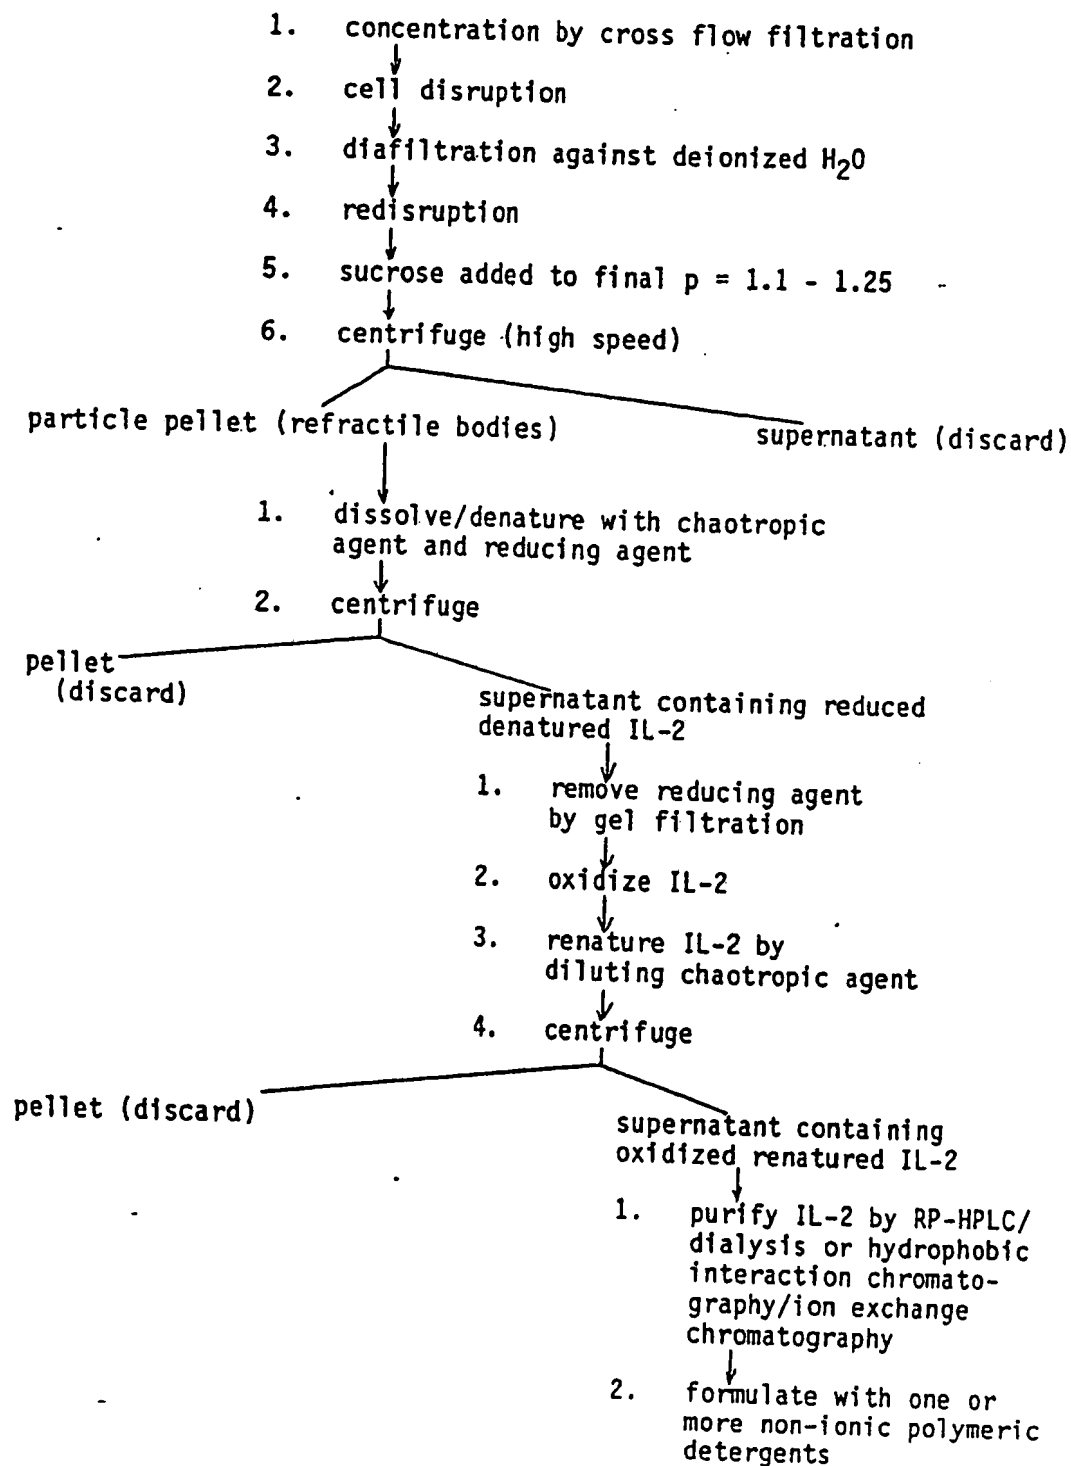 1. concentration by cross flow filtration
2. cell disruption
3. diafiltration against deionized H₂O
4. redisruption
5. sucrose added to final p = 1.1 - 1.25
6. centrifuge (high speed)
particle pellet (refractile bodies)
supernatant (discard)
1. dissolve/denature with chaotropic
agent and reducing agent
2. centrifuge
pellet
(discard)
supernatant containing reduced
denatured IL-2
1. remove reducing agent
by gel filtration
2. oxidize IL-2
3. renature IL-2 by
diluting chaotropic agent
4. centrifuge
pellet (discard)
supernatant containing
oxidized renatured IL-2
1. purify IL-2 by RP-HPLC/
dialysis or hydrophobic
interaction chromato-
graphy/ion exchange
chromatography
2. formulate with one or
more non-ionic polymeric
detergents